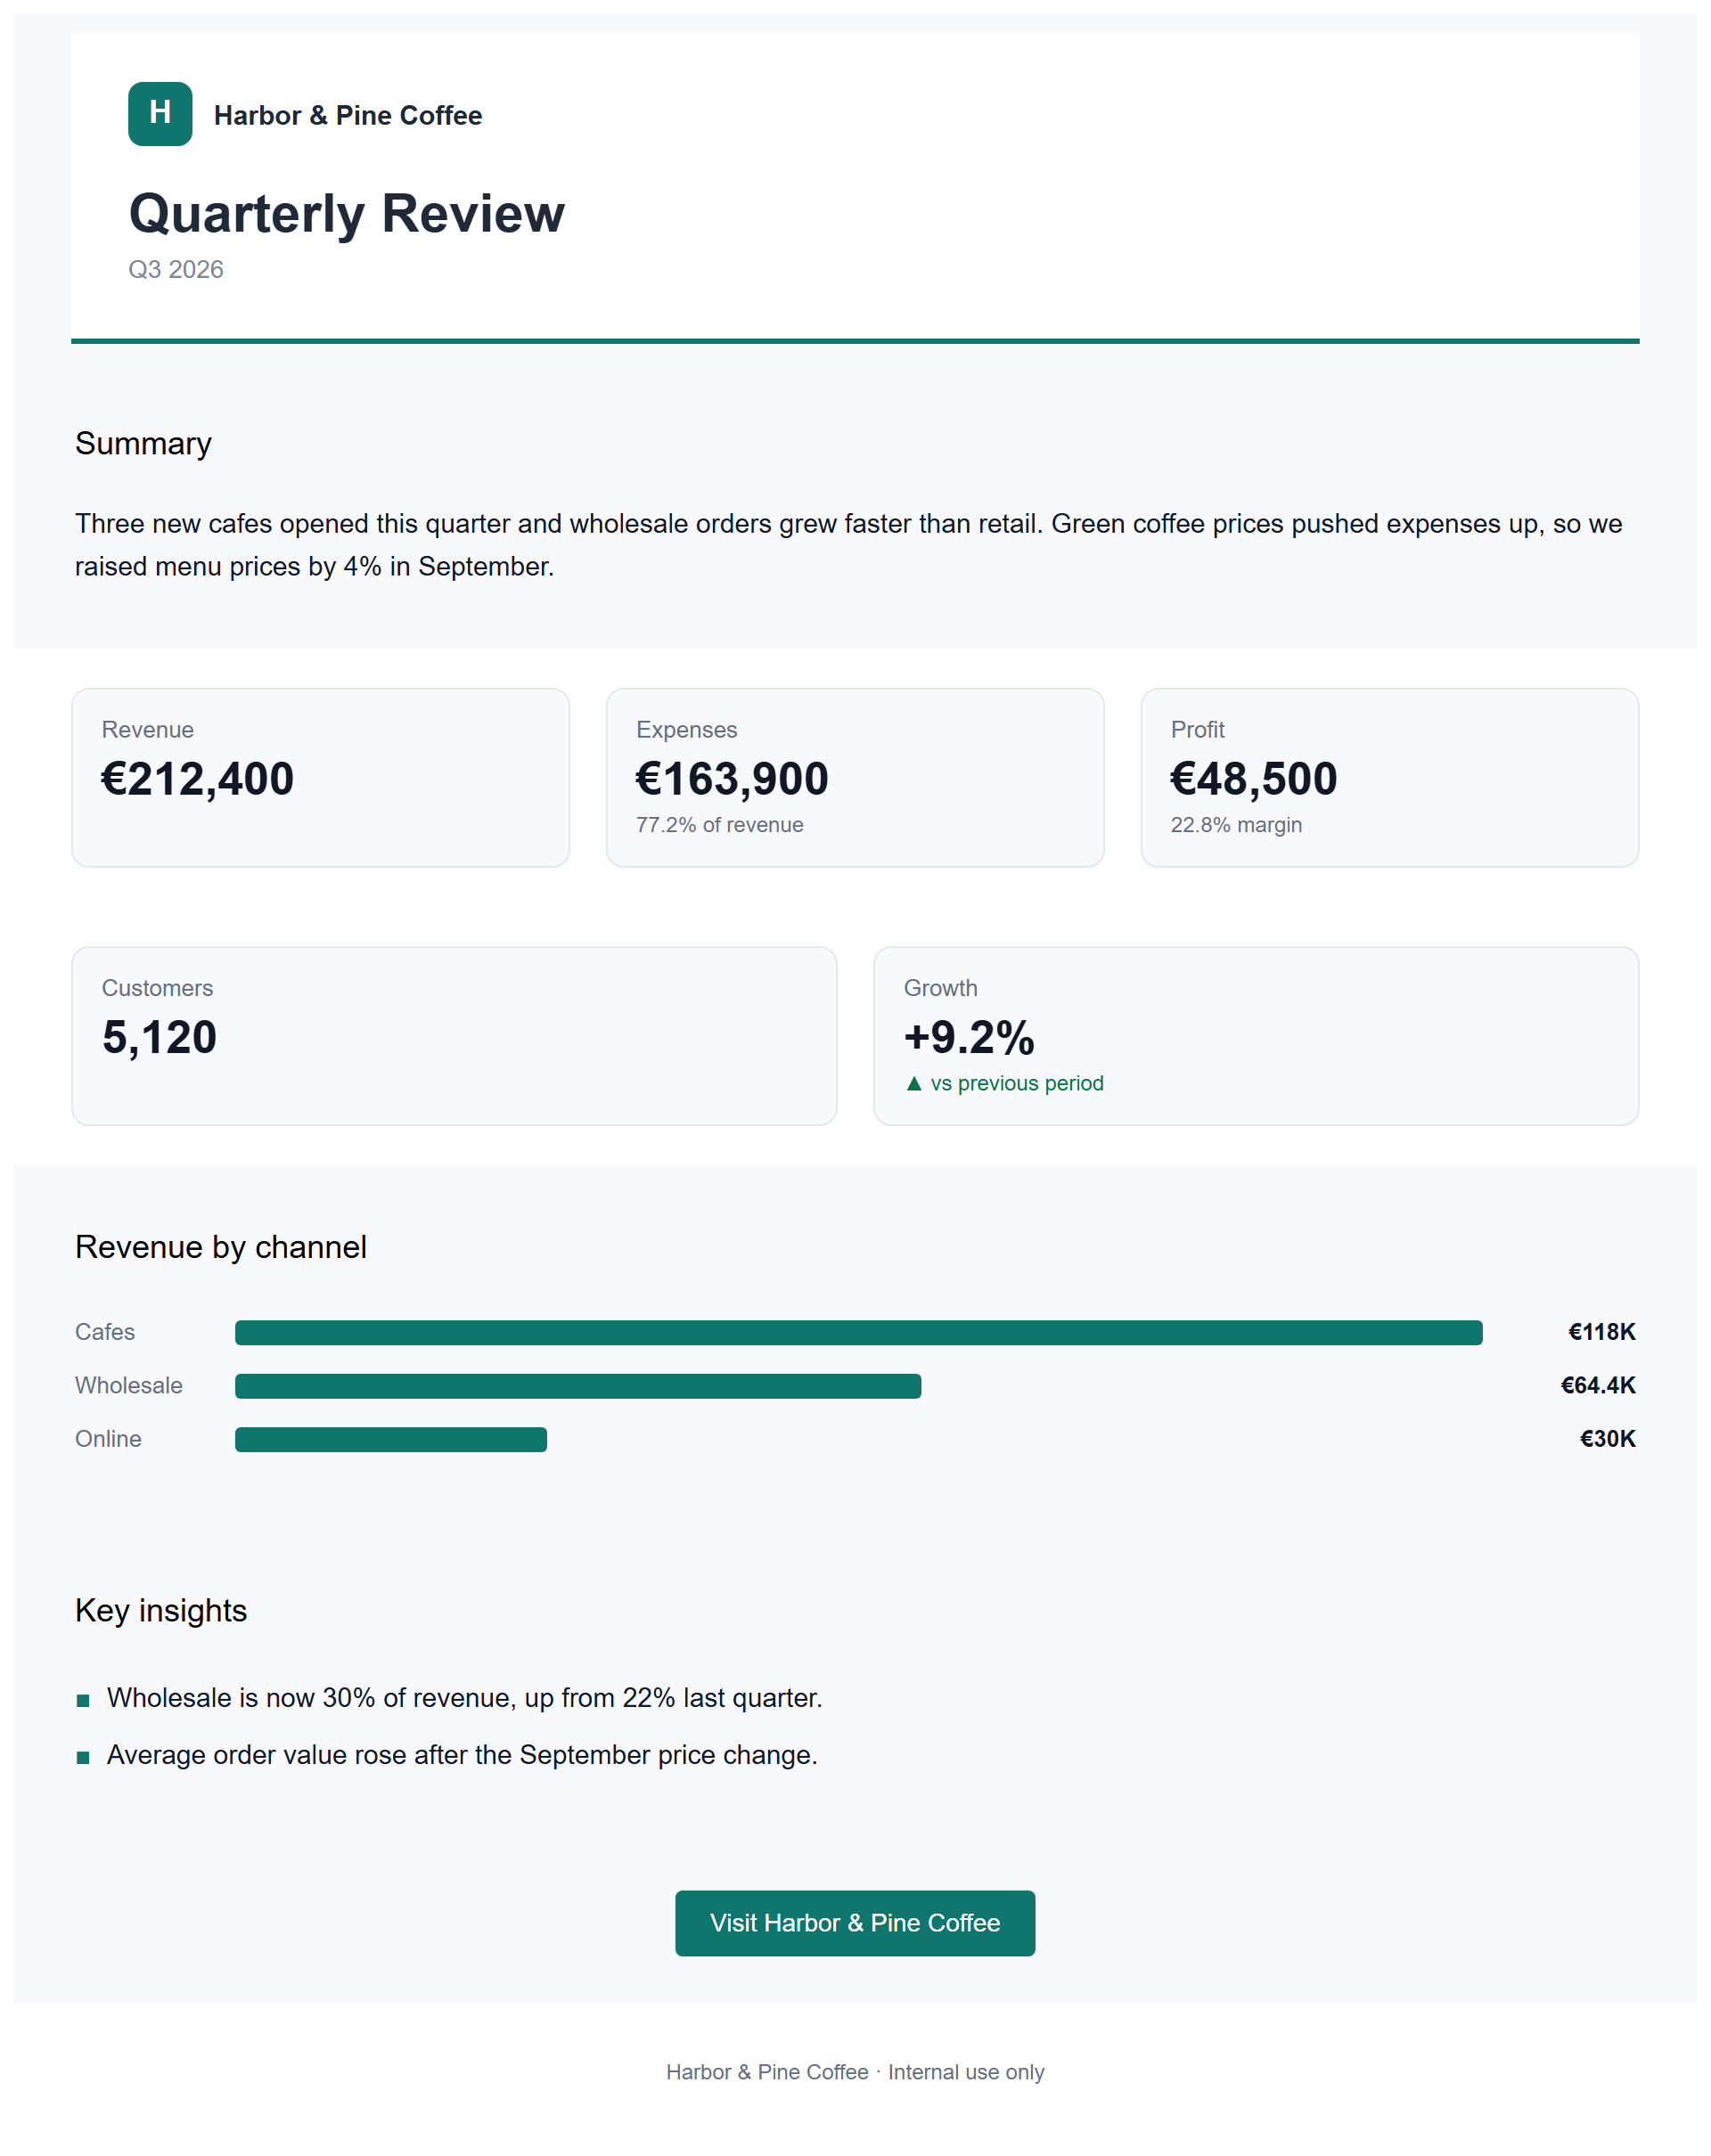 H
Harbor & Pine Coffee
Quarterly Review
Q3 2026
Summary
Three new cafes opened this quarter and wholesale orders grew faster than retail. Green coffee prices pushed expenses up, so we
raised menu prices by 4% in September.
Revenue
€212,400
Expenses
€163,900
77.2% of revenue
Profit
€48,500
22.8% margin
Customers
5,120
Growth
+9.2%
▲ vs previous period
Revenue by channel
Cafes €118K
Wholesale €64.4K
Online €30K
Key insights
■ Wholesale is now 30% of revenue, up from 22% last quarter.
■ Average order value rose after the September price change.
Visit Harbor & Pine Coffee
Harbor & Pine Coffee · Internal use only